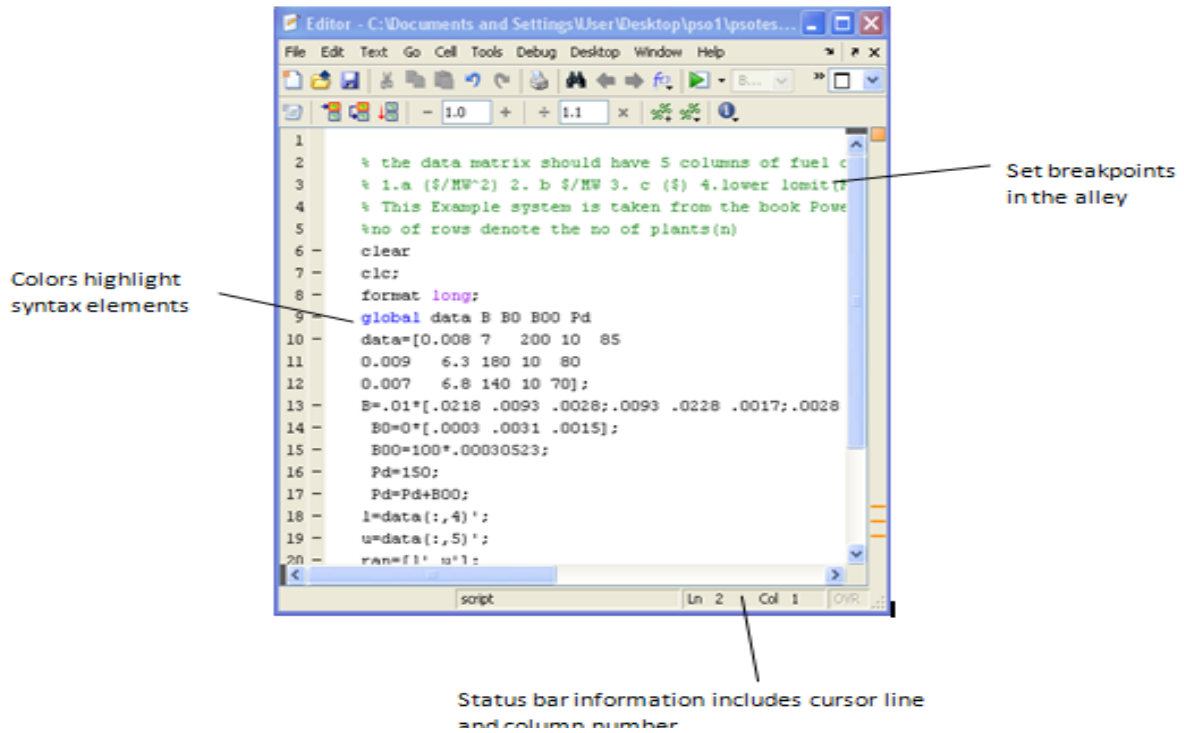 Editor - C:\Documents and Settings\User\Desktop\pso1\psotes...
File Edit Text Go Cell Tools Debug Desktop Window Help
B...
- 1.0 + ÷ 1.1 ×
1
2 % the data matrix should have 5 columns of fuel c
3 % 1.a ($/MW^2) 2. b $/MW 3. c ($) 4.lower lomit(
4 % This Example system is taken from the book Powe
5 %no of rows denote the no of plants(n)
6 - clear
7 - clc;
8 - format long;
9 - global data B B0 B00 Pd
10 - data=[0.008 7 200 10 85
11 0.009 6.3 180 10 80
12 0.007 6.8 140 10 70];
13 - B=.01*[.0218 .0093 .0028;.0093 .0228 .0017;.0028
14 - B0=0*[.0003 .0031 .0015];
15 - B00=100*.00030523;
16 - Pd=150;
17 - Pd=Pd+B00;
18 - l=data(:,4)';
19 - u=data(:,5)';
20 - ran=[l' u'];
script Ln 2 Col 1 OVR
Set breakpoints
in the alley
Colors highlight
syntax elements
Status bar information includes cursor line
and column number